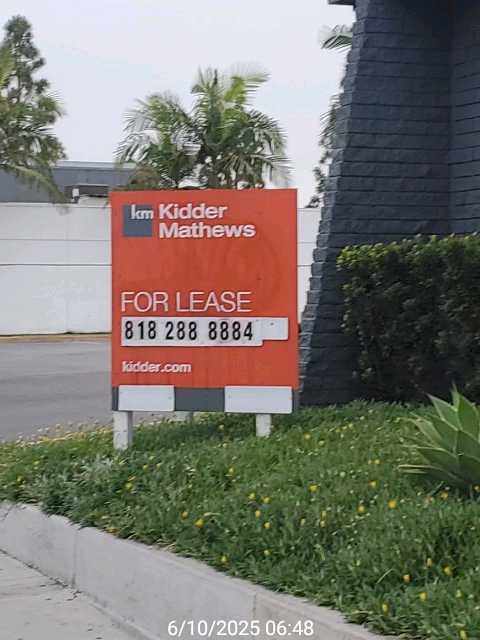 km Kidder
Mathews
FOR LEASE
818 288 8884
kidder.com
6/10/2025 06:48